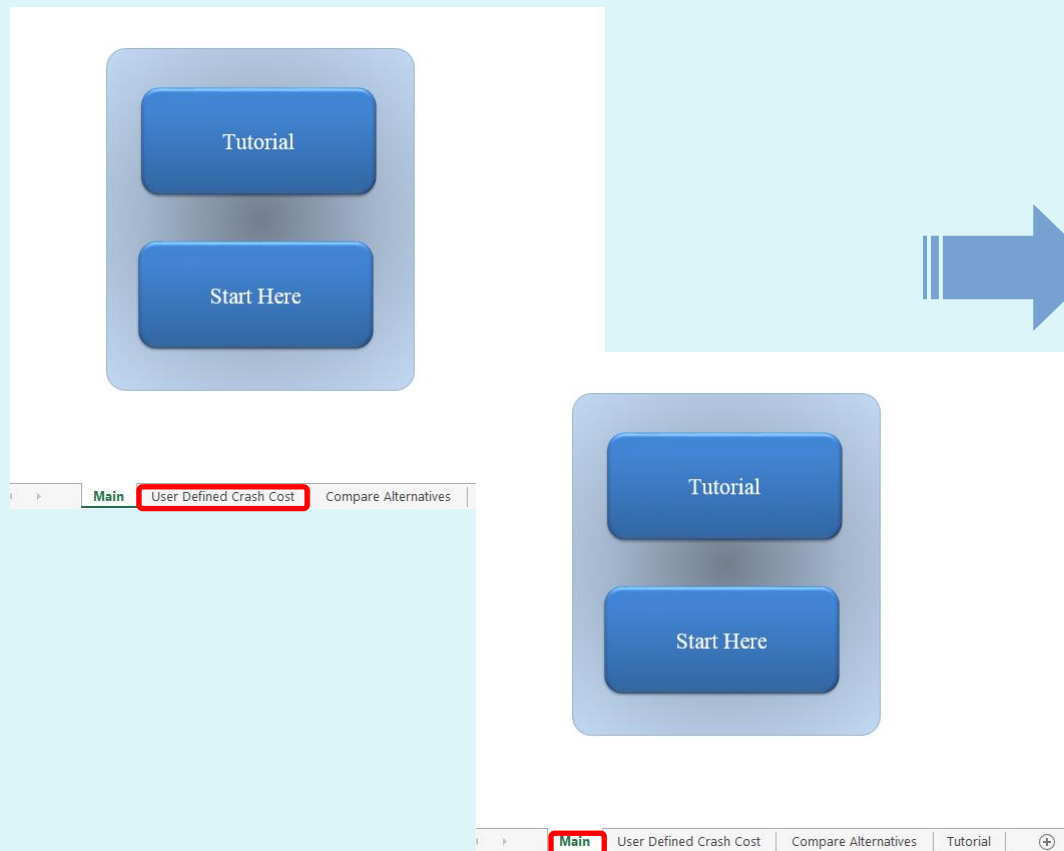 Tutorial
Start Here
Main User Defined Crash Cost Compare Alternatives
Tutorial
Start Here
Main User Defined Crash Cost Compare Alternatives Tutorial